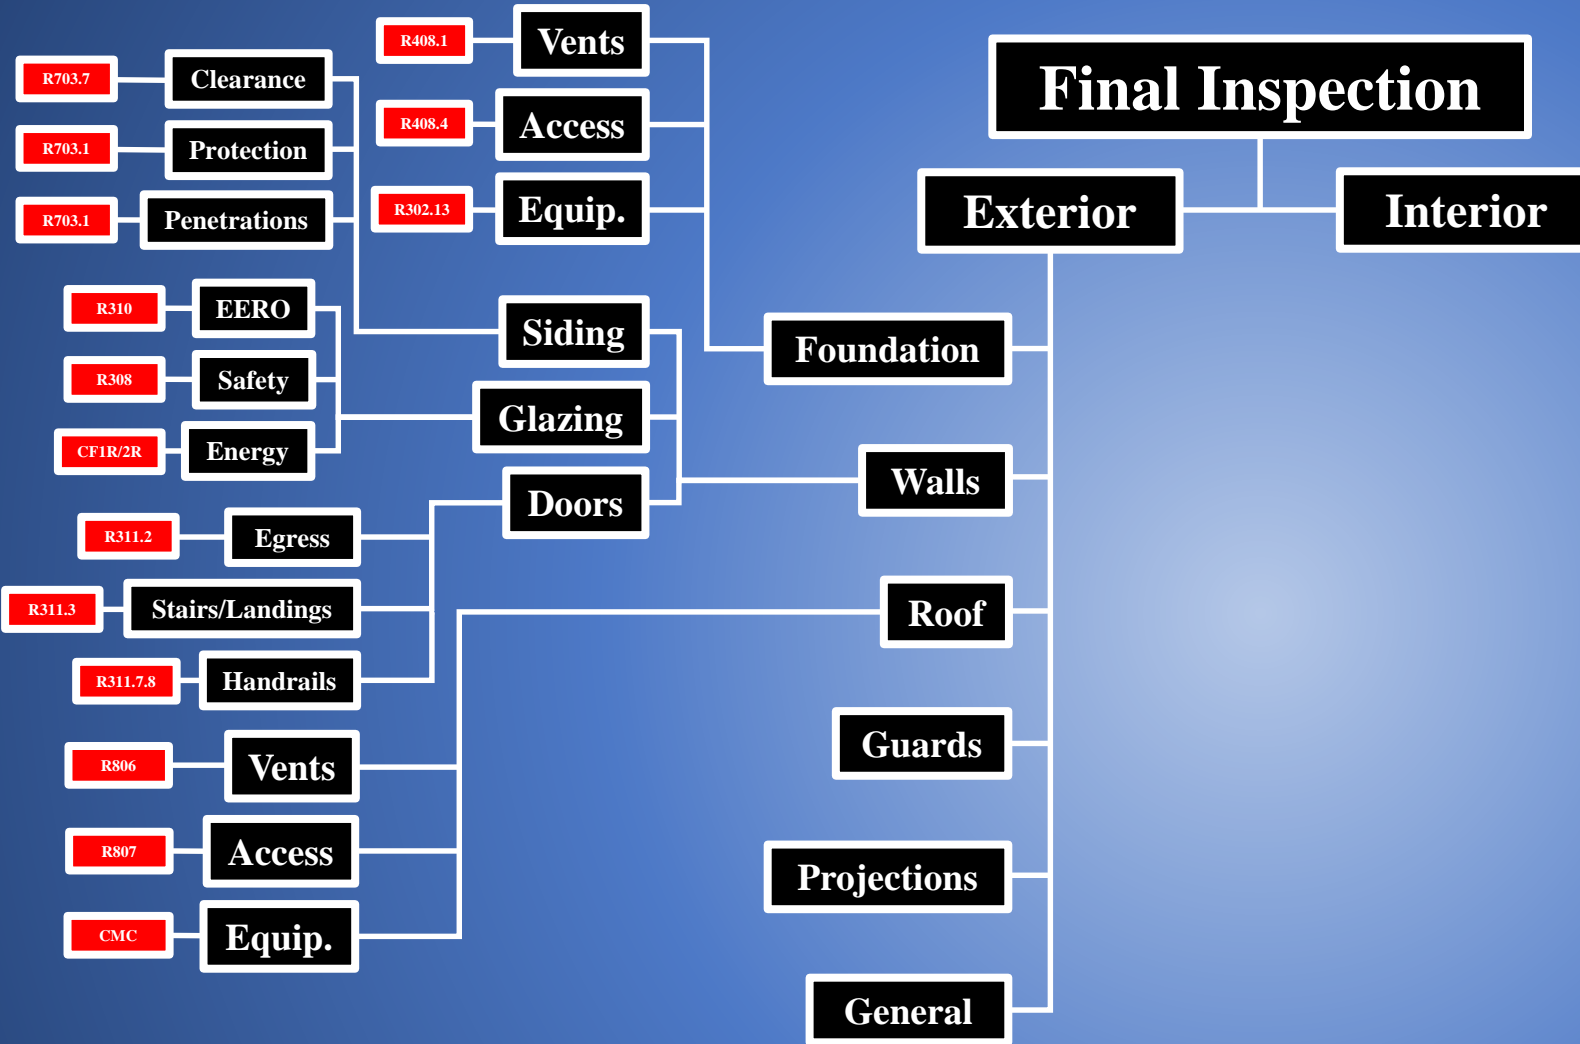 Final Inspection
Exterior
Interior
Foundation
Vents
R408.1
Access
R408.4
Equip.
R302.13
Walls
Siding
Clearance
R703.7
Protection
R703.1
Penetrations
R703.1
Glazing
EERO
R310
Safety
R308
Energy
CF1R/2R
Doors
Egress
R311.2
Stairs/Landings
R311.3
Handrails
R311.7.8
Roof
Vents
R806
Access
R807
Equip.
CMC
Guards
Projections
General